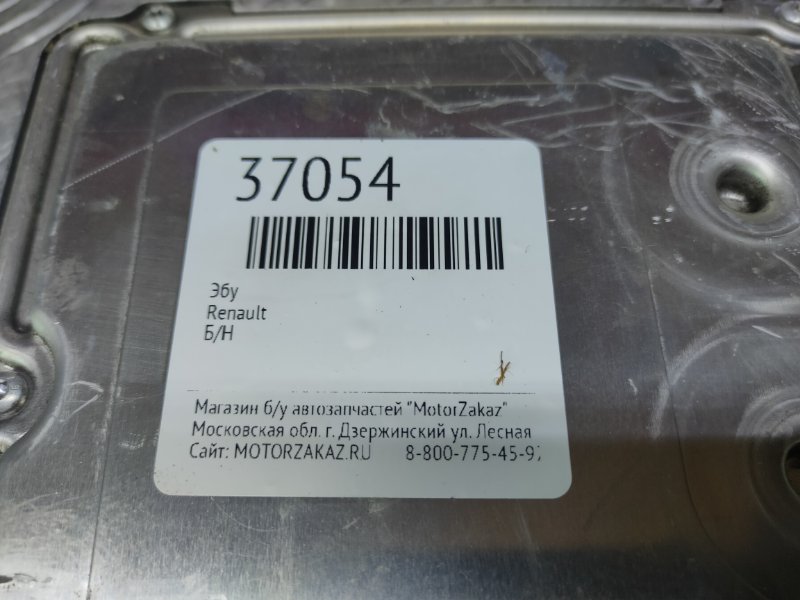 37054
Эбу
Renault
Б/Н
Магазин б/у автозапчастей "MotorZakaz"
Московская обл. г. Дзержинский ул. Лесная
Сайт: MOTORZAKAZ.RU 8-800-775-45-9